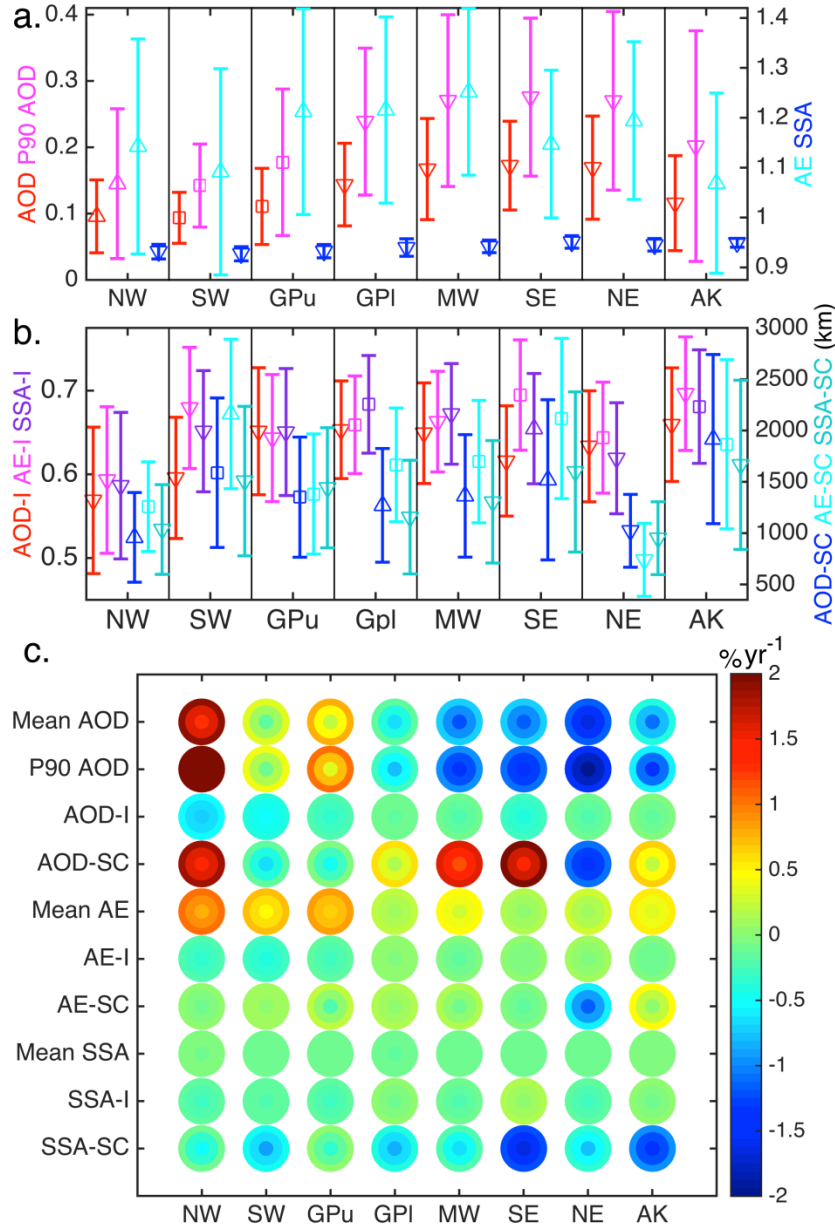 a.
0.4
0.3
0.2
0.1
0
AOD P90 AOD
1.4
1.3
1.2
1.1
1
0.9
AE SSA
NW SW GPu GPl MW SE NE AK
b.
0.7
0.6
0.5
AOD-I AE-I SSA-I
3000
2500
2000
1500
1000
500
AOD-SC AE-SC SSA-SC (km)
NW SW GPu Gpl MW SE NE AK
c.
% yr-1
Mean AOD
P90 AOD
AOD-I
AOD-SC
Mean AE
AE-I
AE-SC
Mean SSA
SSA-I
SSA-SC
NW SW GPu GPl MW SE NE AK
2
1.5
1
0.5
0
-0.5
-1
-1.5
-2